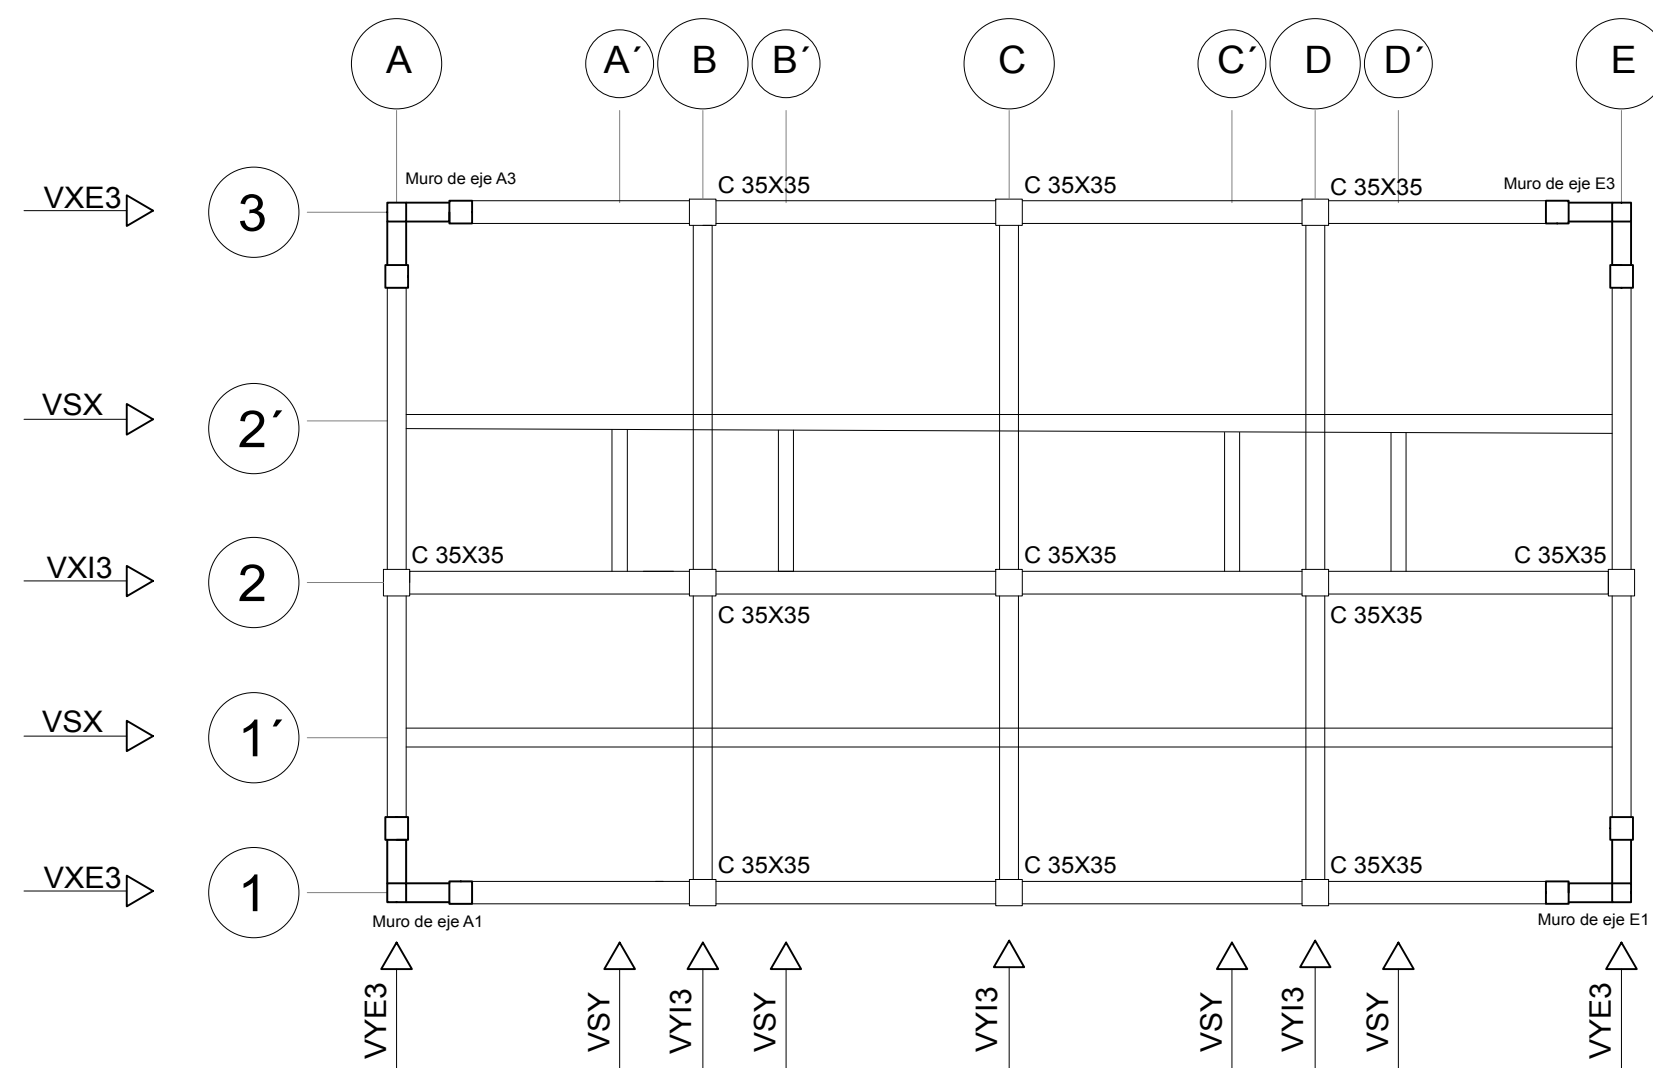 A A´ B B´ C C´ D D´ E
Muro de eje A3 C 35X35 C 35X35 C 35X35 Muro de eje E3
VXE3 3
VSX 2´
C 35X35 C 35X35 C 35X35
VXI3 2
C 35X35 C 35X35
VSX 1´
C 35X35 C 35X35 C 35X35
VXE3 1
Muro de eje A1 Muro de eje E1
VYE3 VSY VYI3 VSY VYI3 VSY VYI3 VSY VYE3